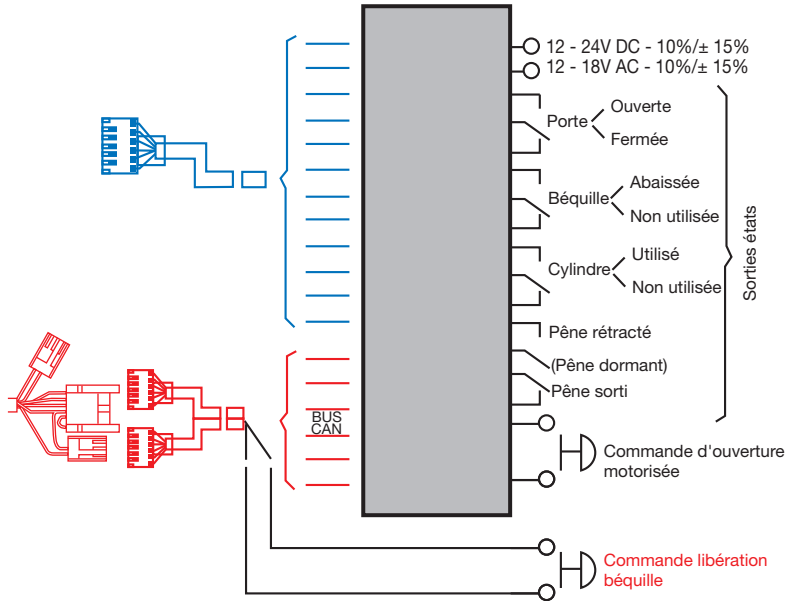 12 - 24V DC - 10%/± 15%
12 - 18V AC - 10%/± 15%
Porte
Ouverte
Fermée
Béquille
Abaissée
Non utilisée
Cylindre
Utilisé
Non utilisée
Pêne rétracté
(Pêne dormant)
Pêne sorti
Sorties états
BUS
CAN
Commande d'ouverture
motorisée
Commande libération
béquille